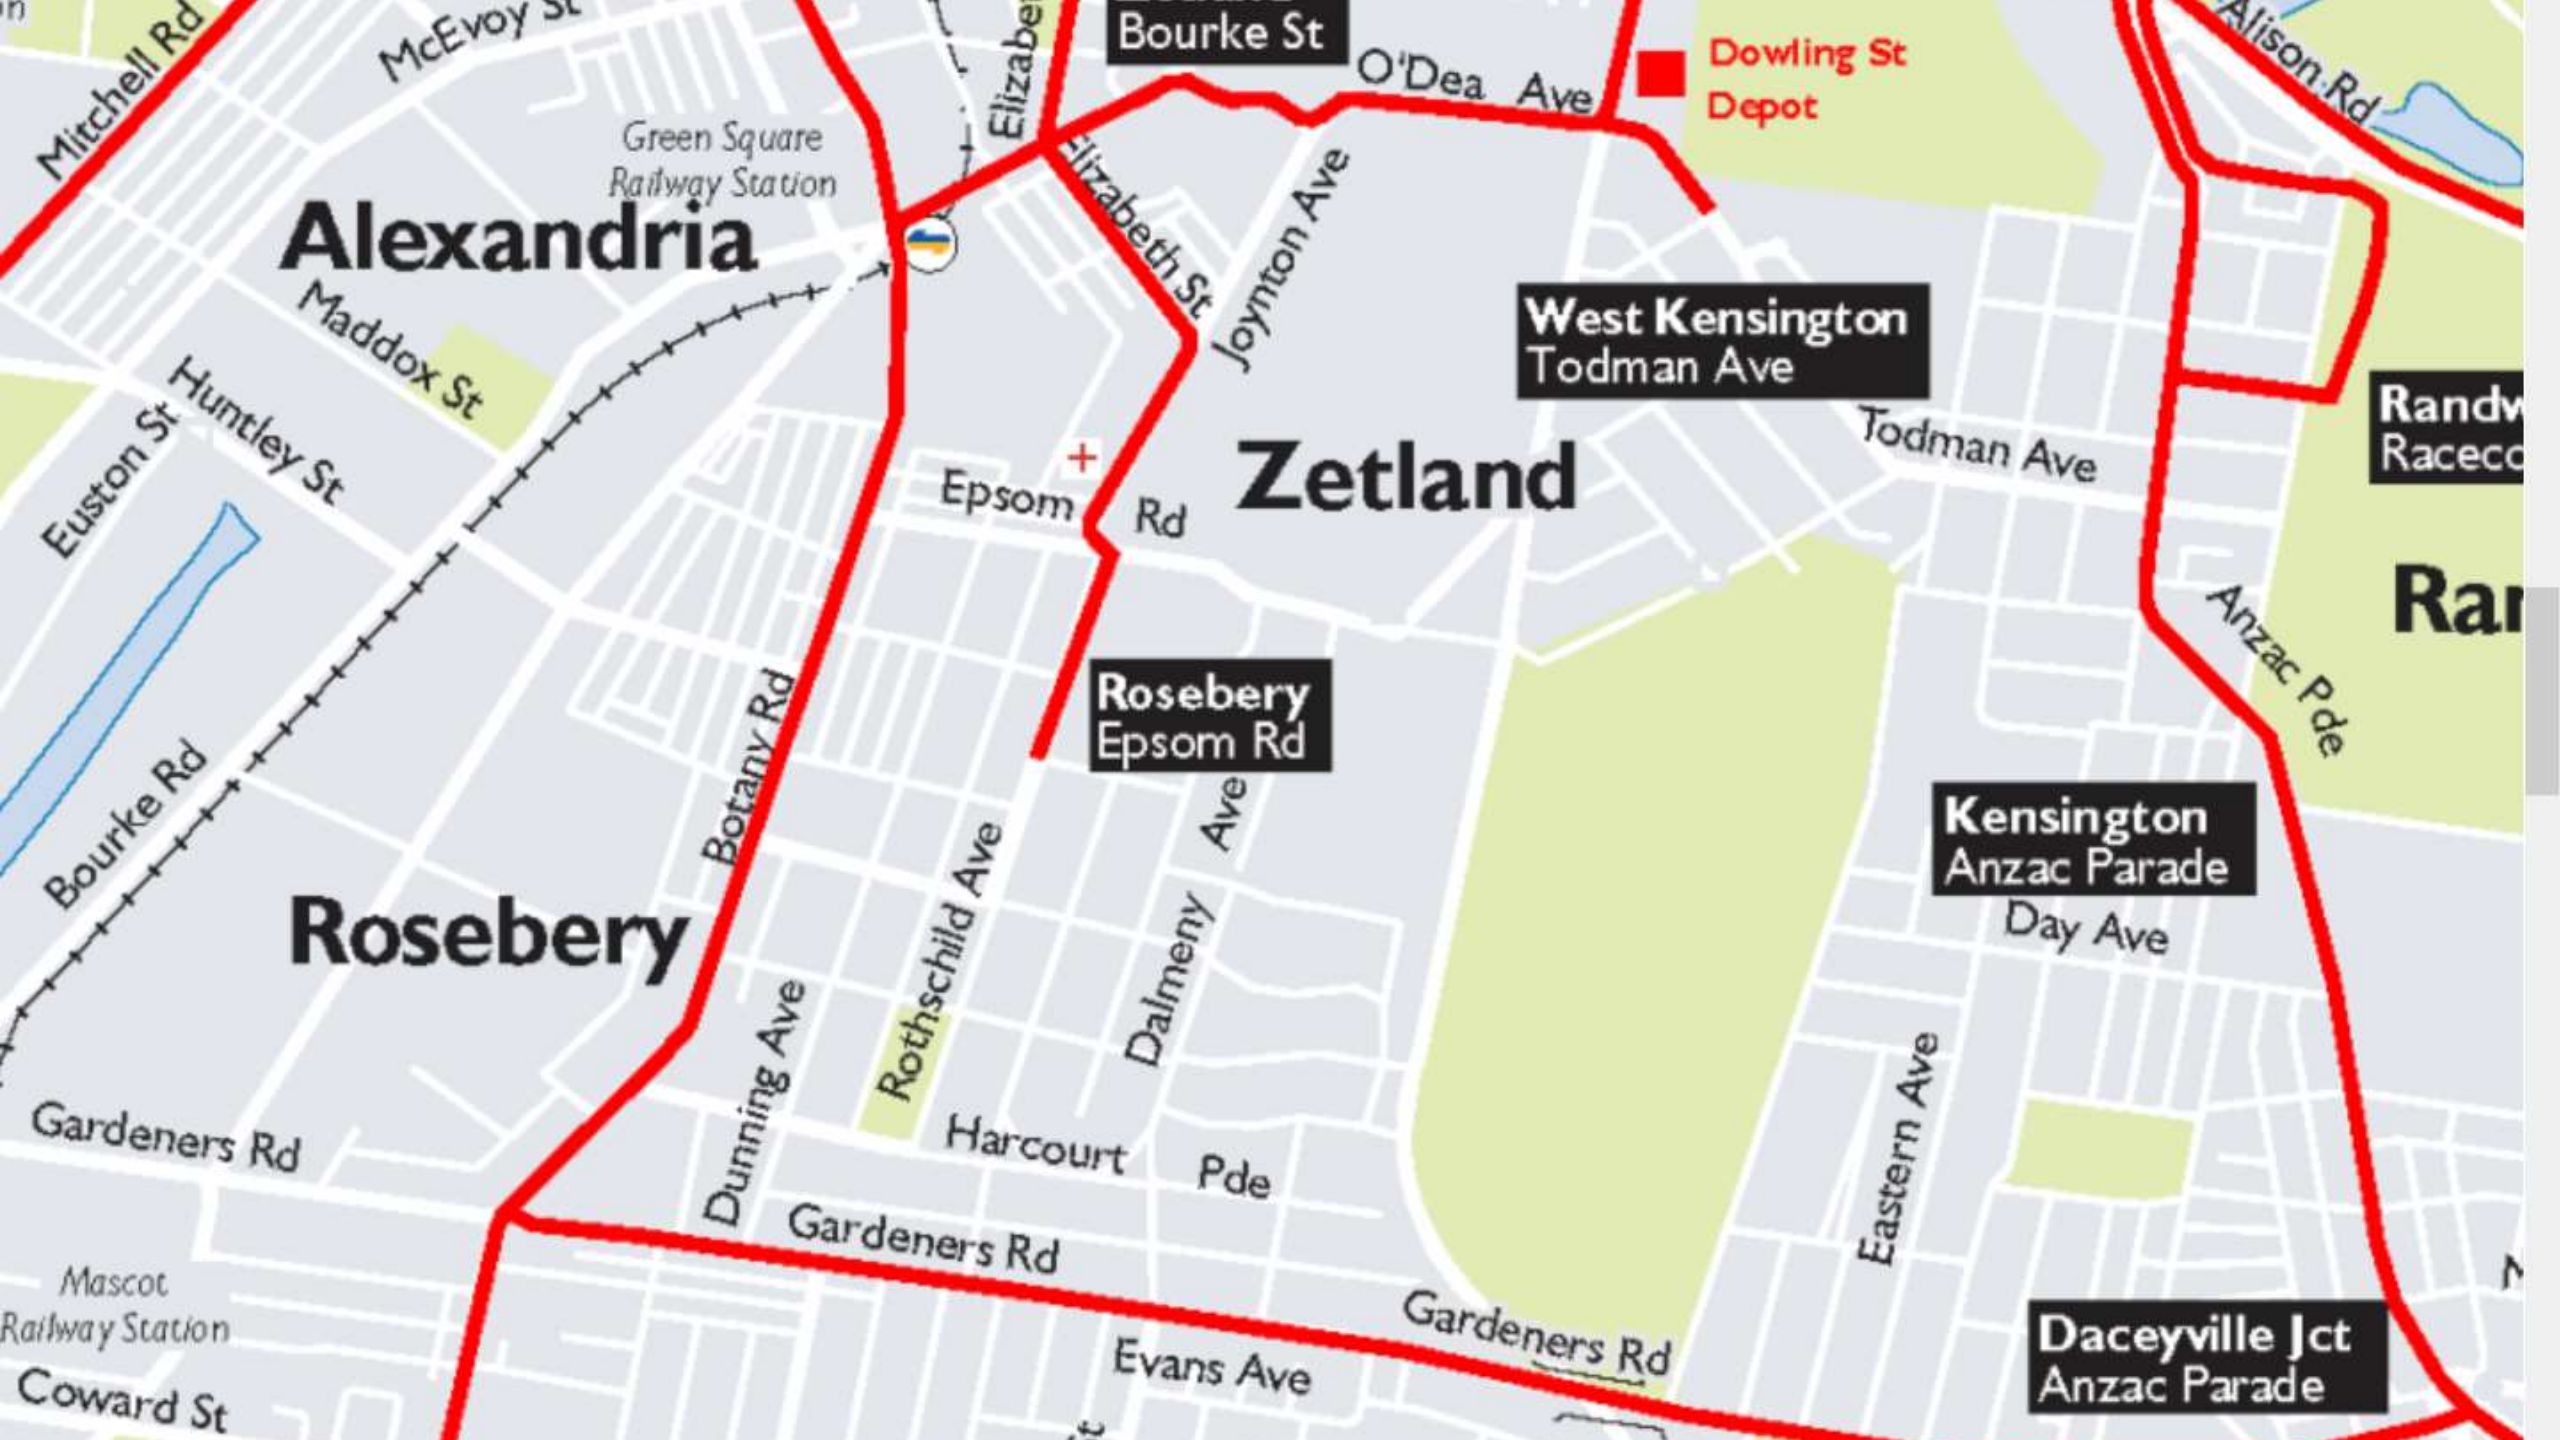 Mitchell Rd
McEvoy St
Bourke St
O'Dea Ave
Dowling St
Depot
Alison Rd
Green Square
Railway Station
Alexandria
Elizabeth St
Joynton Ave
Maddox St
Huntley St
Euston St
West Kensington
Todman Ave
Todman Ave
Epsom Rd
Zetland
Anzac Pde
Rosebery
Epsom Rd
Botany Rd
Bourke Rd
Kensington
Anzac Parade
Day Ave
Rosebery
Rothschild Ave
Dalmeny Ave
Dunning Ave
Eastern Ave
Gardeners Rd
Harcourt Pde
Gardeners Rd
Mascot
Railway Station
Gardeners Rd
Evans Ave
Coward St
Daceyville Jct
Anzac Parade